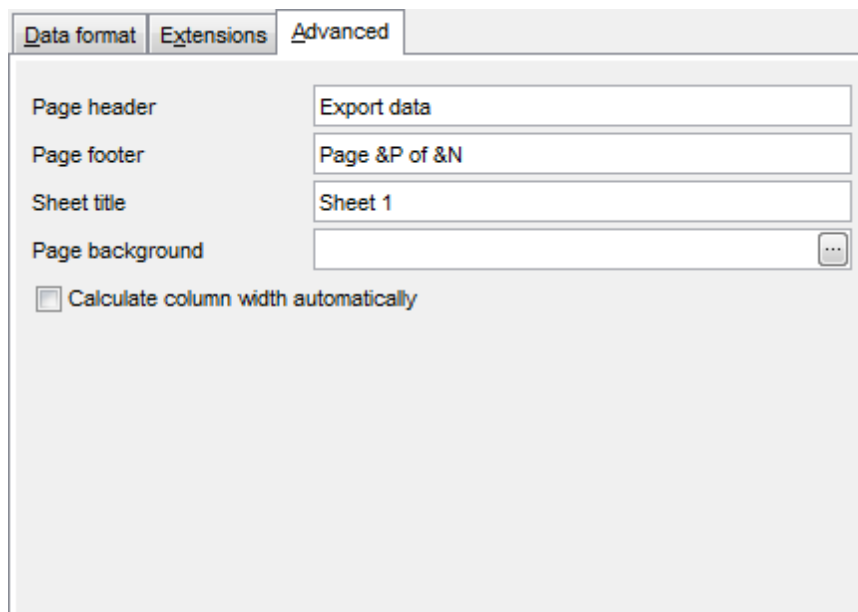 Data format Extensions Advanced
Page header Export data
Page footer Page &P of &N
Sheet title Sheet 1
Page background ...
Calculate column width automatically